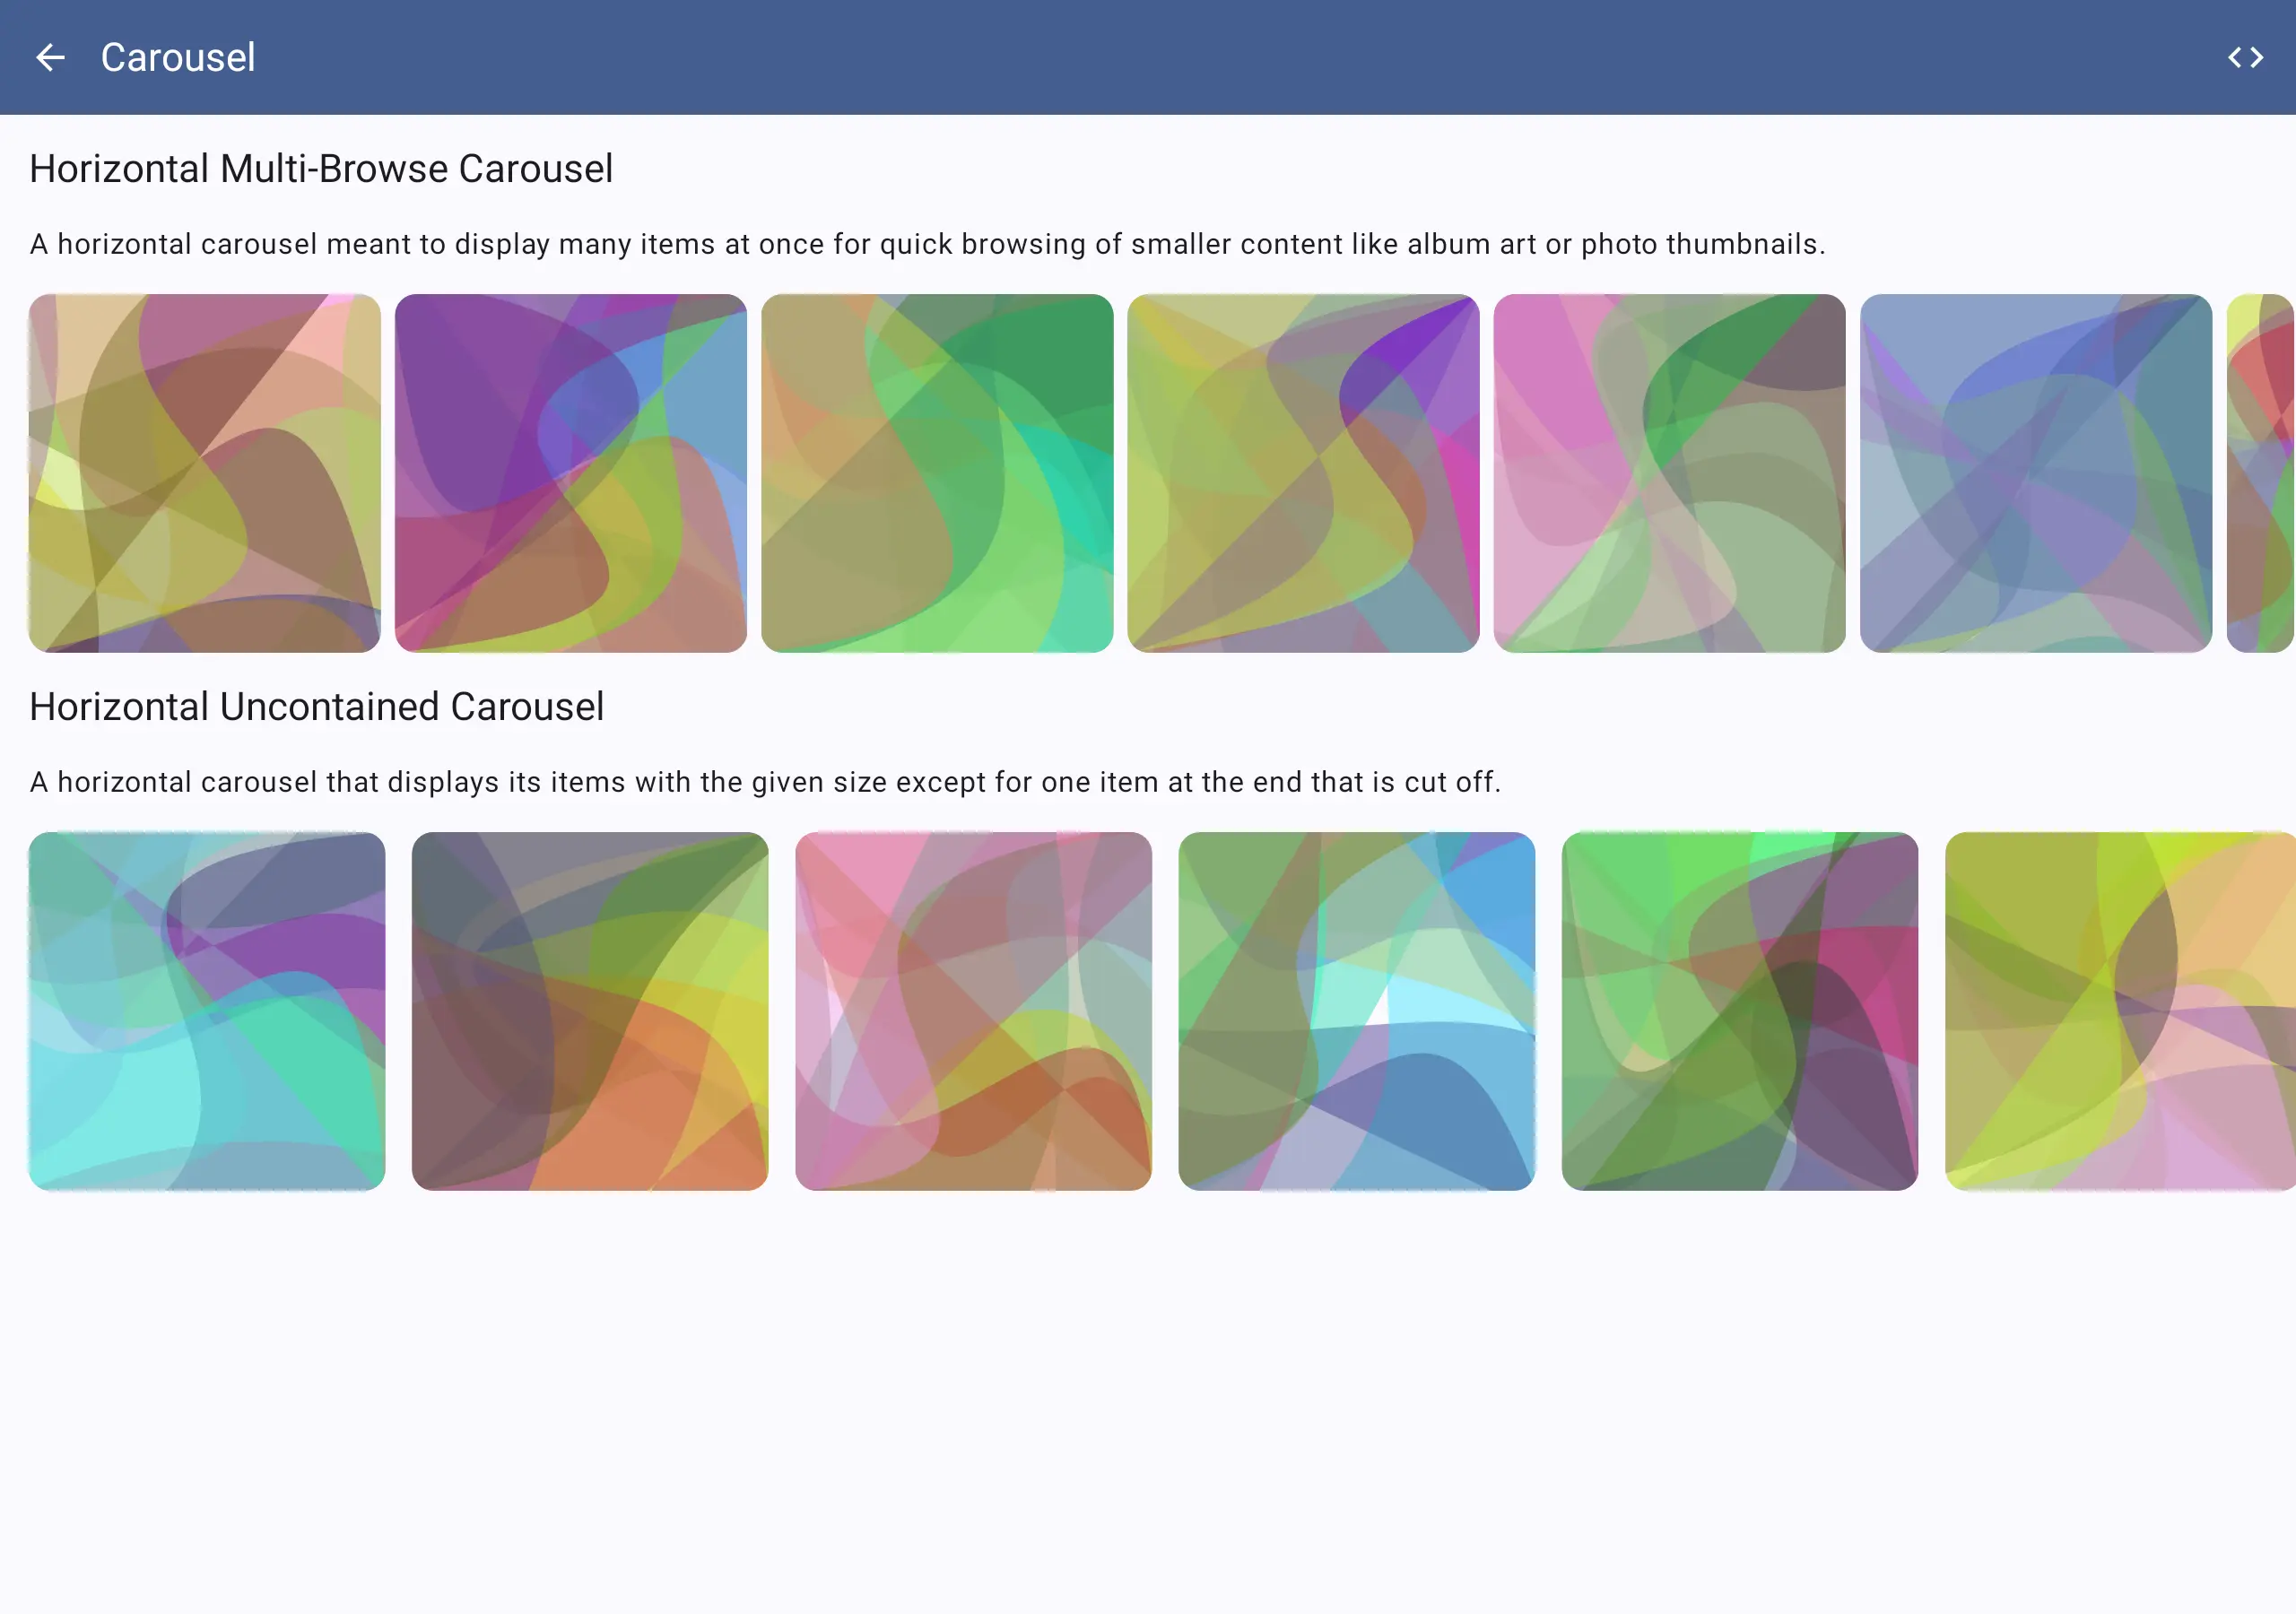 Carousel
Horizontal Multi-Browse Carousel
A horizontal carousel meant to display many items at once for quick browsing of smaller content like album art or photo thumbnails.
Horizontal Uncontained Carousel
A horizontal carousel that displays its items with the given size except for one item at the end that is cut off.